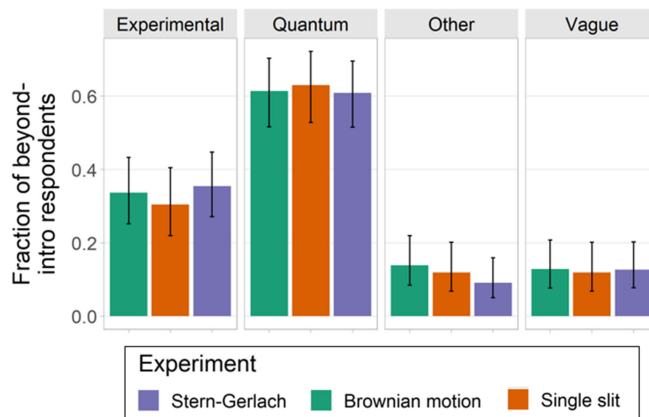 Experimental Quantum Other Vague
Fraction of beyond-
intro respondents
0.6
0.4
0.2
0.0
Experiment
Stern-Gerlach Brownian motion Single slit